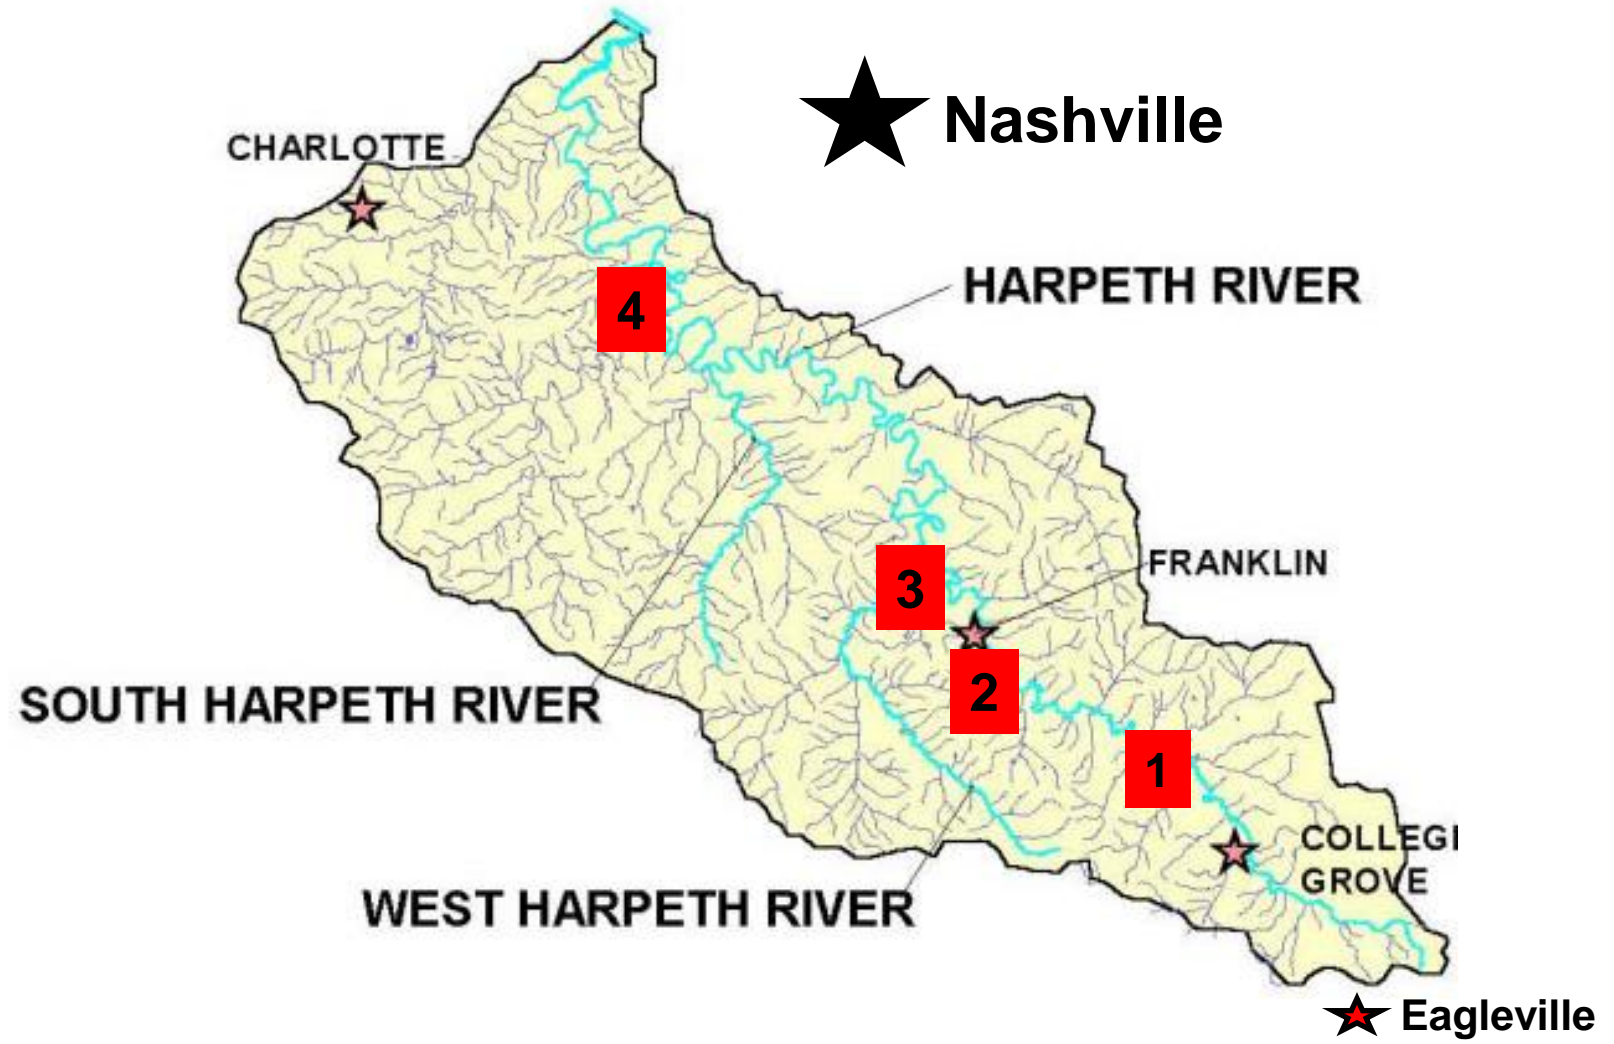 Nashville
CHARLOTTE
HARPETH RIVER
4
FRANKLIN
3
2
SOUTH HARPETH RIVER
1
COLLEGI
GROVE
WEST HARPETH RIVER
Eagleville